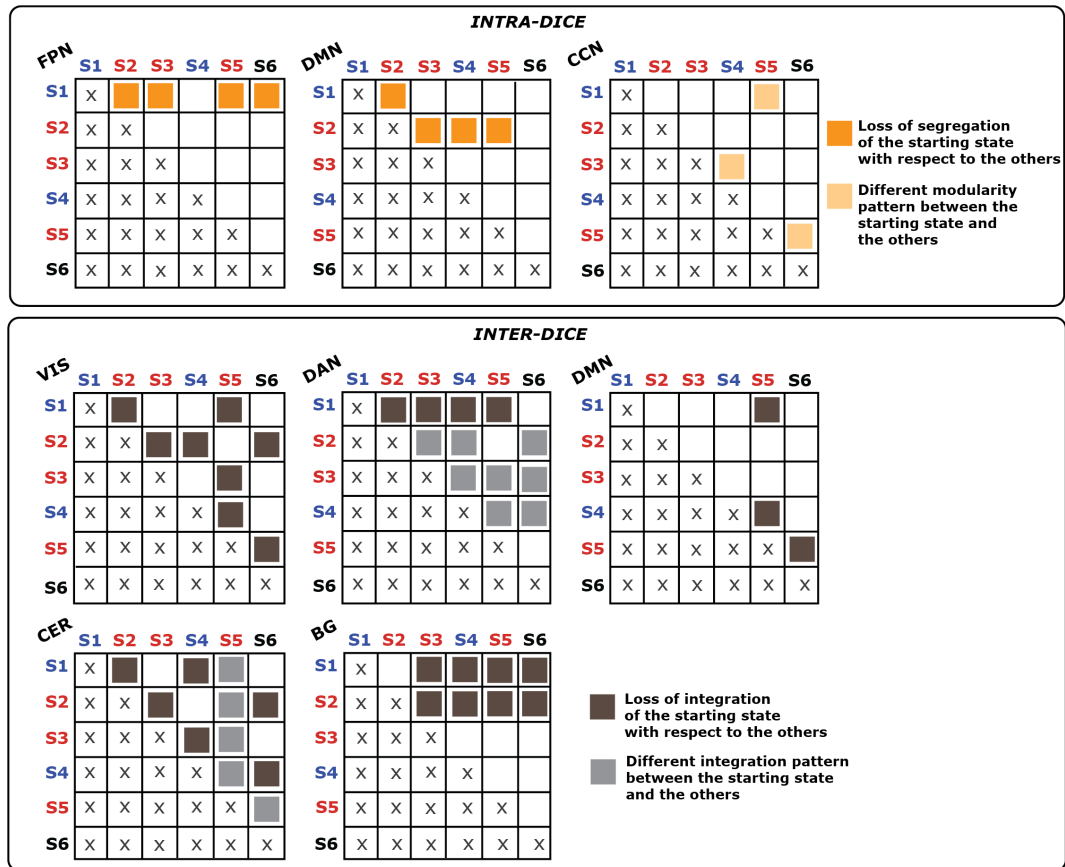 INTRA-DICE
FPN
S1 S2 S3 S4 S5 S6
S1 x
S2 x x
S3 x x x
S4 x x x x
S5 x x x x x
S6 x x x x x x
DMN
S1 S2 S3 S4 S5 S6
S1 x
S2 x x
S3 x x x
S4 x x x x
S5 x x x x x
S6 x x x x x x
CCN
S1 S2 S3 S4 S5 S6
S1 x
S2 x x
S3 x x x
S4 x x x x
S5 x x x x x
S6 x x x x x x
Loss of segregation
of the starting state
with respect to the others
Different modularity
pattern between the
starting state and
the others
INTER-DICE
VIS
S1 S2 S3 S4 S5 S6
S1 x
S2 x x
S3 x x x
S4 x x x x
S5 x x x x x
S6 x x x x x x
DAN
S1 S2 S3 S4 S5 S6
S1 x
S2 x x
S3 x x x
S4 x x x x
S5 x x x x x
S6 x x x x x x
DMN
S1 S2 S3 S4 S5 S6
S1 x
S2 x x
S3 x x x
S4 x x x x
S5 x x x x x
S6 x x x x x x
CER
S1 S2 S3 S4 S5 S6
S1 x
S2 x x
S3 x x x
S4 x x x x
S5 x x x x x
S6 x x x x x x
BG
S1 S2 S3 S4 S5 S6
S1 x
S2 x x
S3 x x x
S4 x x x x
S5 x x x x x
S6 x x x x x x
Loss of integration
of the starting state
with respect to the others
Different integration pattern
between the starting state
and the others